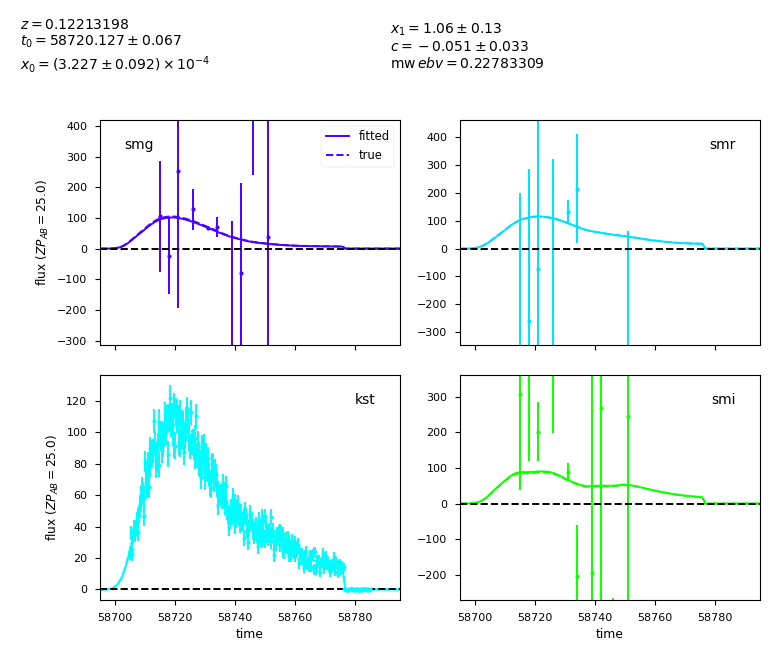 z = 0.12213198
t₀ = 58720.127 ± 0.067
x₀ = (3.227 ± 0.092) × 10⁻⁴
x₁ = 1.06 ± 0.13
c = −0.051 ± 0.033
mw ebv = 0.22783309
smg
fitted
true
400
300
200
100
0
−100
−200
−300
flux (ZP_AB = 25.0)
smr
400
300
200
100
0
−100
−200
−300
kst
120
100
80
60
40
20
0
flux (ZP_AB = 25.0)
58700 58720 58740 58760 58780
time
smi
300
200
100
0
−100
−200
58700 58720 58740 58760 58780
time